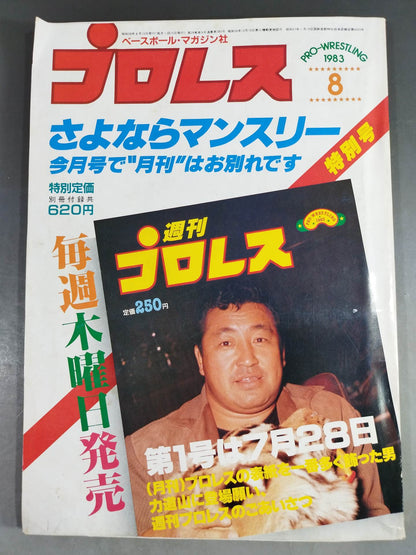 ベースボール・マガジン社
プロレス
PRO-WRESTLING
1983
8
さよならマンスリー
今月号で"月刊"はお別れです
特別号
特別定価
別冊付録共
620円
毎週木曜日発売
週刊
プロレス
PRO WRESTLING
定価250円
第1号は7月28日
(月刊)プロレスの表紙を一番多く飾った男
力道山に登場願い、
週刊プロレスのごあいさつ